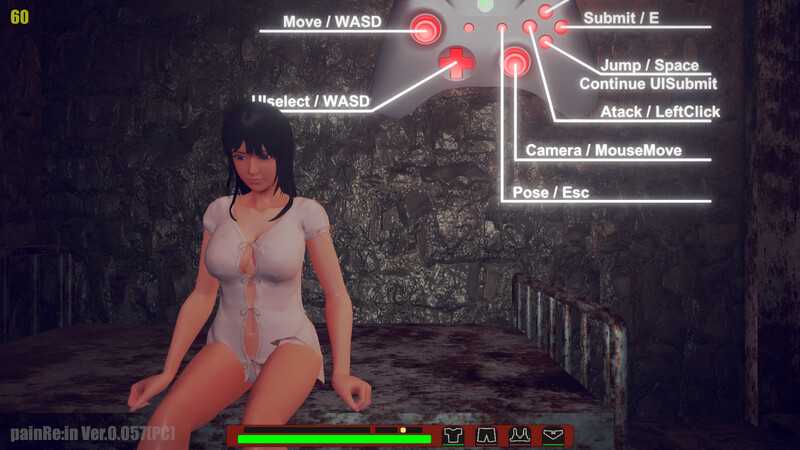 60
Move / WASD
Submit / E
Jump / Space
Continue UISubmit
UIselect / WASD
Atack / LeftClick
Camera / MouseMove
Pose / Esc
painRe:in Ver.0.057[PC]